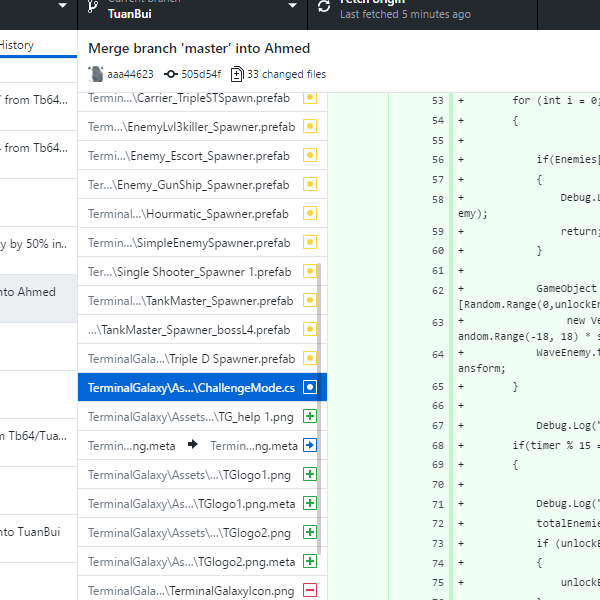 Current branch
TuanBui
Fetch origin
Last fetched 5 minutes ago
History
Merge branch 'master' into Ahmed
aaa44623 505d54f 33 changed files
from Tb64...
from Tb64...
y by 50% in..
nto Ahmed
Tb64/Tua...
nto TuanBui
Termin...\Carrier_TripleSTSpawn.prefab
Term...\EnemyLvl3killer_Spawner.prefab
Termi...\Enemy_Escort_Spawner.prefab
Ter...\Enemy_GunShip_Spawner.prefab
Terminal...\Hourmatic_Spawner.prefab
Termin...\SimpleEnemySpawner.prefab
Ter...\Single Shooter_Spawner 1.prefab
Terminal...\TankMaster_Spawner.prefab
...\TankMaster_Spawner_bossL4.prefab
TerminalGala...\Triple D Spawner.prefab
TerminalGalaxy\As...\ChallengeMode.cs
TerminalGalaxy\Assets...\TG_help 1.png
Termin...ng.meta Termin...ng.meta
TerminalGalaxy\Assets\...\TGlogo1.png
TerminalGalaxy\As...\TGlogo1.png.meta
TerminalGalaxy\Assets\...\TGlogo2.png
TerminalGalaxy\As...\TGlogo2.png.meta
TerminalGala...\TerminalGalaxyIcon.png
53 + for (int i = 0;
54 + {
55 +
56 + if(Enemies[
57 + {
58 + Debug.L
emy);
59 + return;
60 + }
61 +
62 + GameObject
[Random.Range(0,unlockEn
63 + new Ve
andom.Range(-18, 18) * s
64 + WaveEnemy.t
ansform;
65 + }
66 +
67 + Debug.Log("
68 + if(timer % 15 =
69 + {
70 +
71 + Debug.Log("
72 + totalEnemie
73 + if (unlockE
74 + {
75 + unlockE